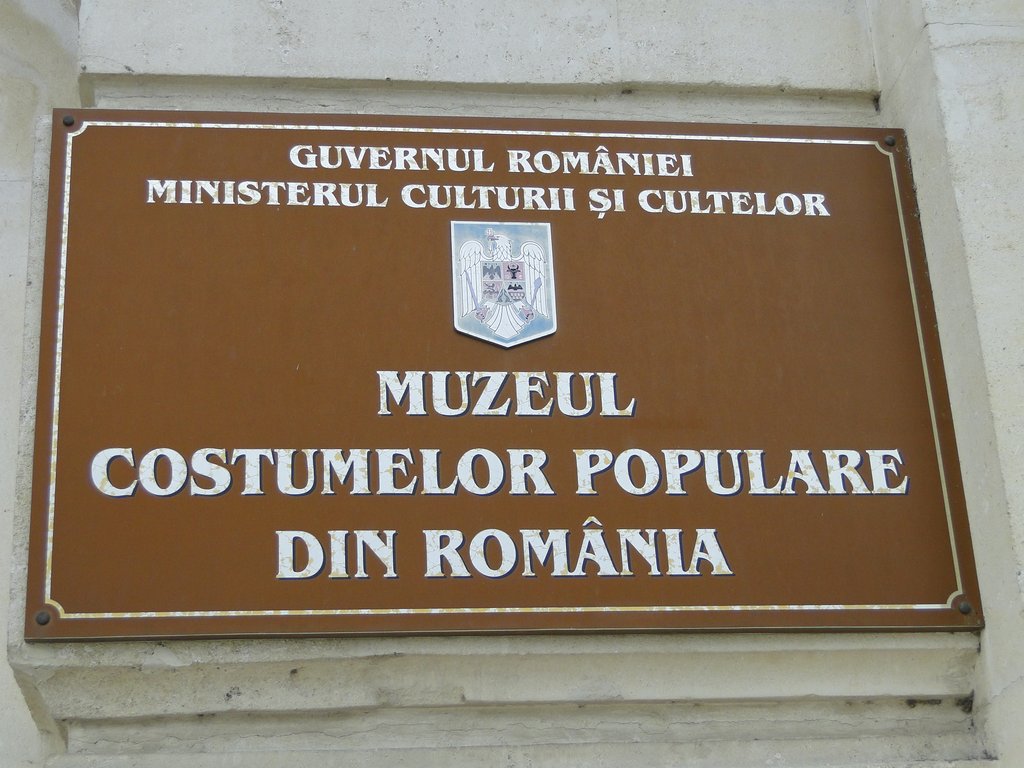 GUVERNUL ROMÂNIEI
MINISTERUL CULTURII ȘI CULTELOR
MUZEUL
COSTUMELOR POPULARE
DIN ROMÂNIA